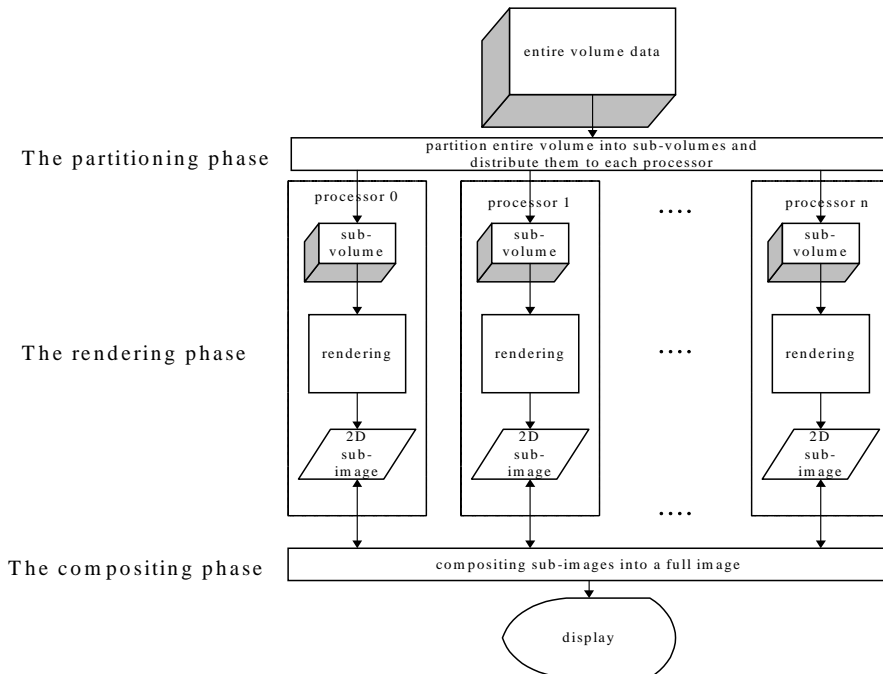 entire volume data
The partitioning phase
partition entire volume into sub-volumes and
distribute them to each processor
processor 0
processor 1
....
processor n
sub-
volume
sub-
volume
sub-
volume
The rendering phase
rendering
rendering
....
rendering
2D
sub-
image
2D
sub-
image
2D
sub-
image
....
The compositing phase
compositing sub-images into a full image
display